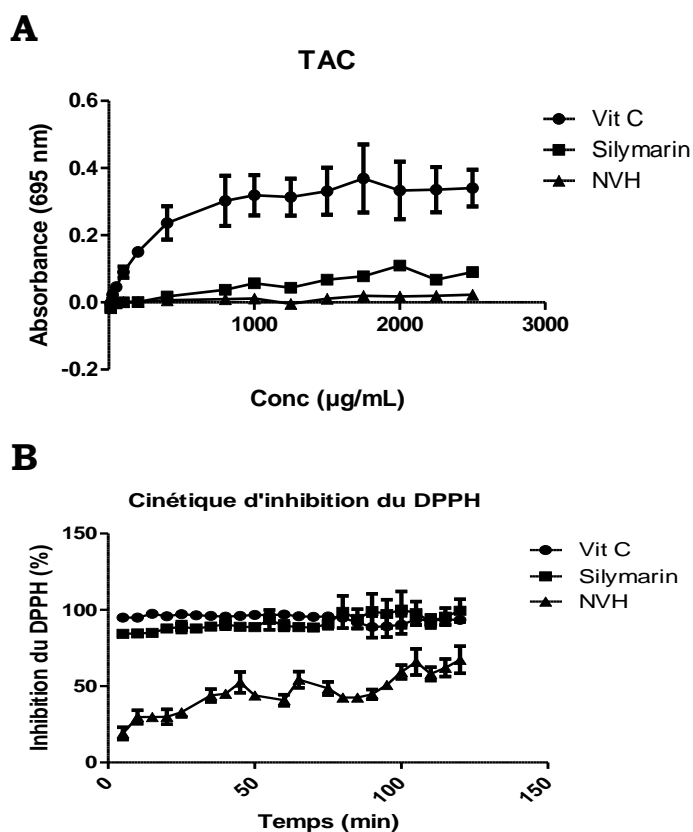 A
TAC
0.6
0.4
0.2
0.0
-0.2
Absorbance (695 nm)
1000
2000
3000
Conc (µg/mL)
Vit C
Silymarin
NVH
B
Cinétique d'inhibition du DPPH
150
100
50
0
Inhibition du DPPH (%)
0
50
100
150
Temps (min)
Vit C
Silymarin
NVH